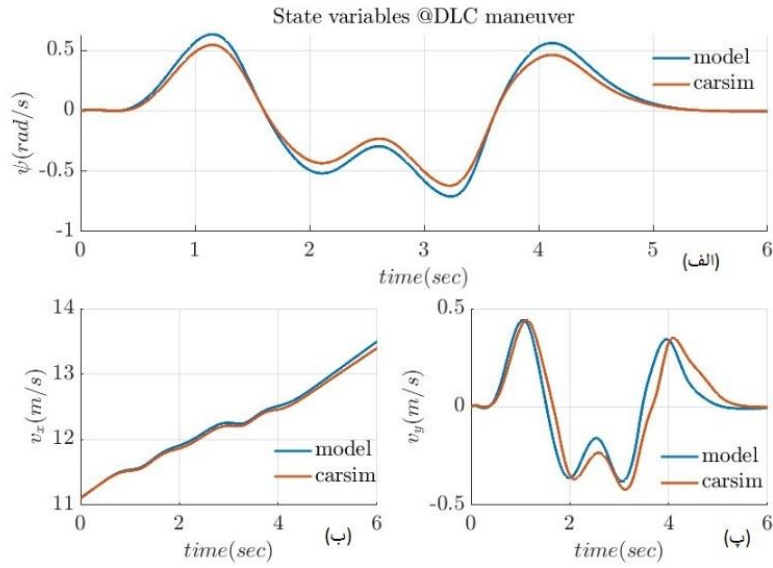 State variables @DLC maneuver
0.5
0
-0.5
-1
ψ(rad/s)
model
carsim
0 1 2 3 4 5 6
time(sec)
(الف)
14
13
12
11
v_x(m/s)
model
carsim
0 2 4 6
time(sec)
(ب)
0.5
0
-0.5
v_y(m/s)
model
carsim
0 2 4 6
time(sec)
(پ)